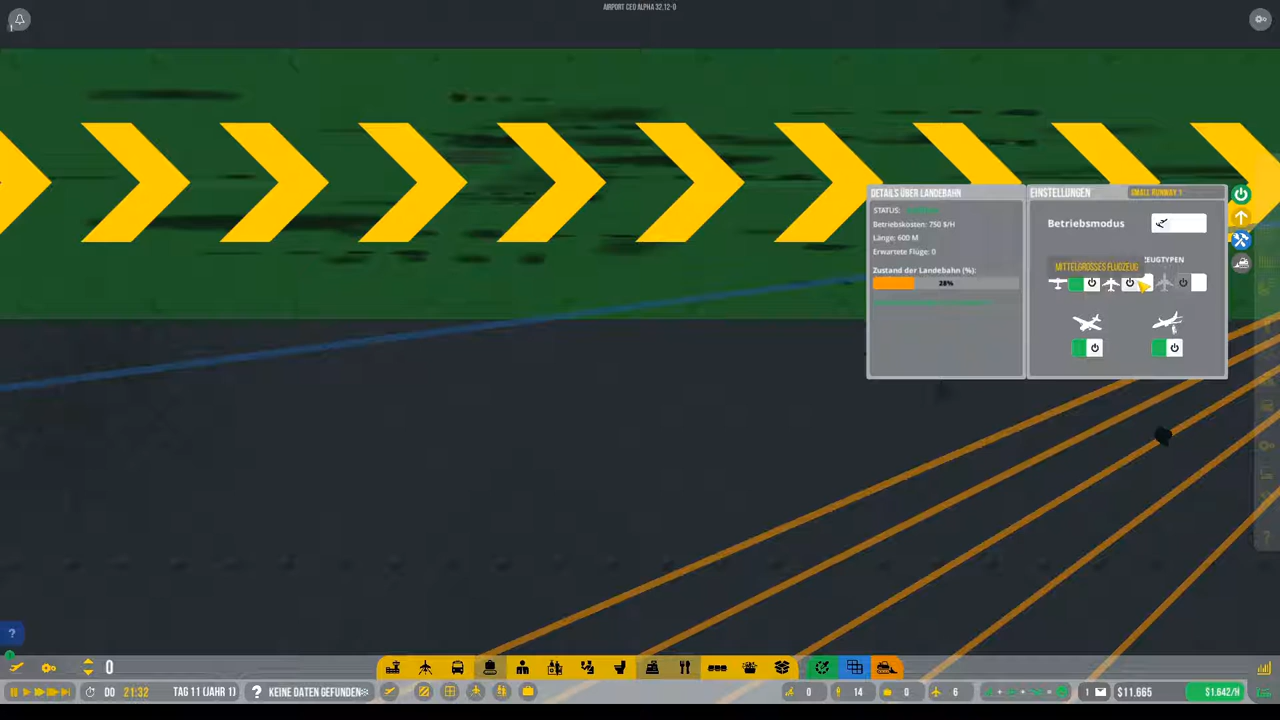 AIRPORT CEO ALPHA 32.12-0
1
DETAILS ÜBER LANDEBAHN
STATUS:
Betriebskosten: 750 $/H
Länge: 600 M
Erwartete Flüge: 0
Zustand der Landebahn (%):
28%
EINSTELLUNGEN
SMALL RUNWAY 1
Betriebsmodus
ZEUGTYPEN
MITTELGROSSES FLUGZEUG
?
?
0
00
21:32
TAG 11 (JAHR 1)
? KEINE DATEN GEFUNDEN
0
14
0
6
1
$11.665
$1.642/H